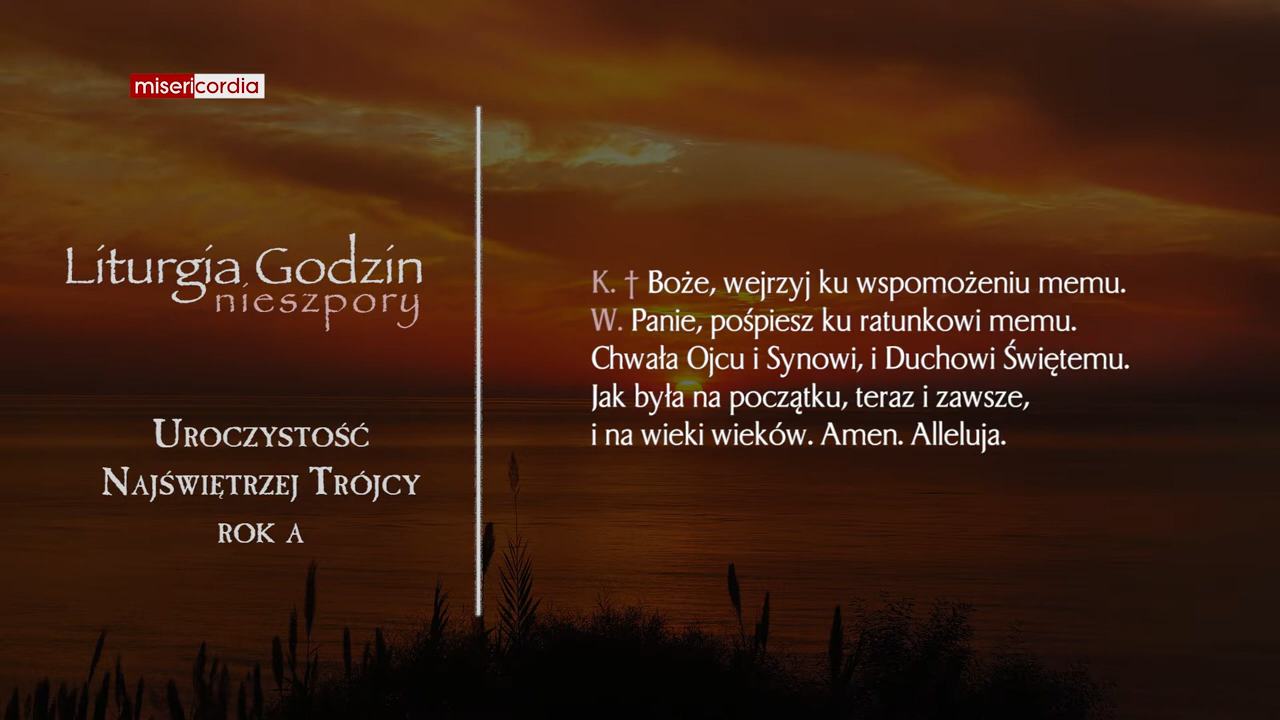 misericordia
Liturgia Godzin
nieszpory
Uroczystość
Najświętrzej Trójcy
rok a
K. † Boże, wejrzyj ku wspomożeniu memu.
W. Panie, pośpiesz ku ratunkowi memu.
Chwała Ojcu i Synowi, i Duchowi Świętemu.
Jak była na początku, teraz i zawsze,
i na wieki wieków. Amen. Alleluja.